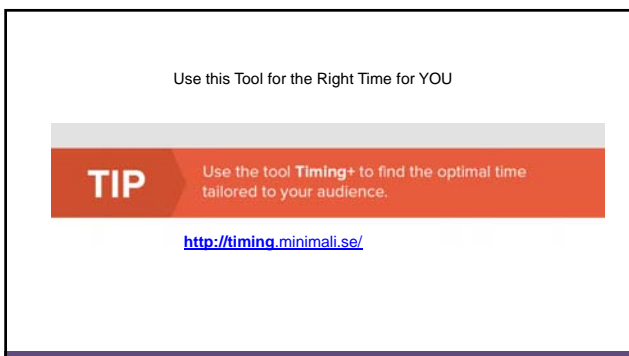 Use this Tool for the Right Time for YOU
TIP
Use the tool Timing+ to find the optimal time
tailored to your audience.
http://timing.minimali.se/